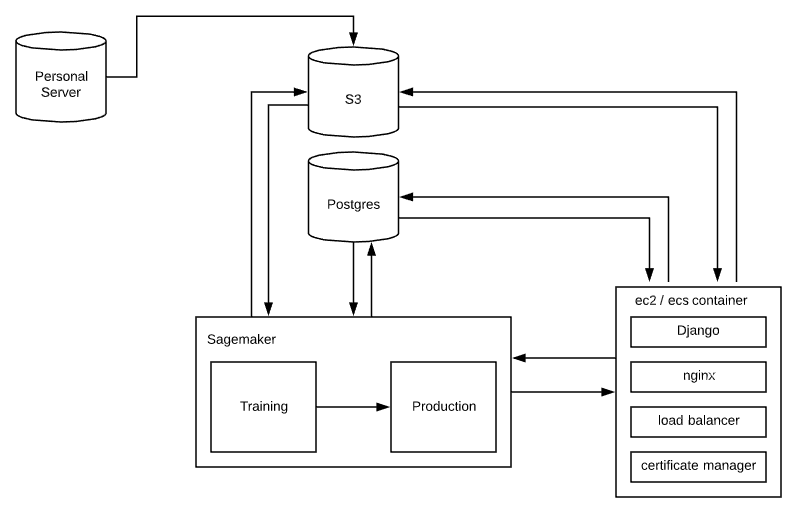 Personal
Server
S3
Postgres
ec2 / ecs container
Django
nginx
load balancer
certificate manager
Sagemaker
Training
Production